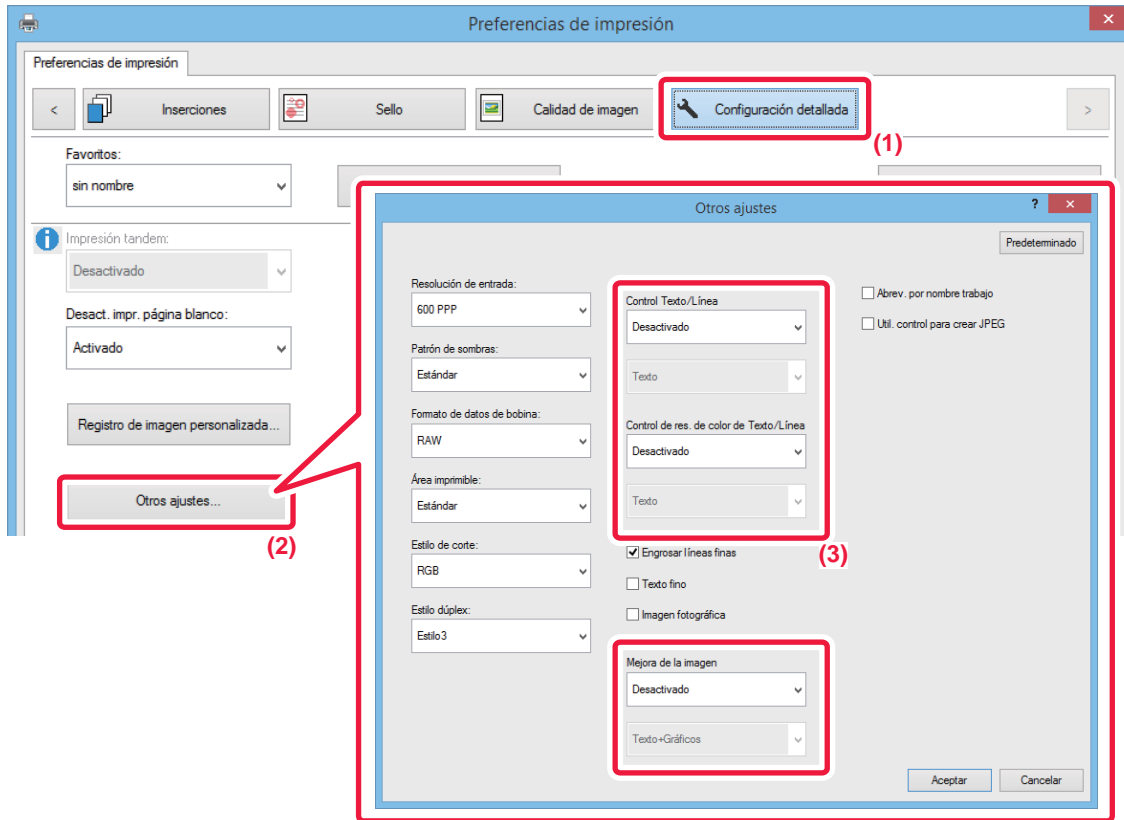 Preferencias de impresión
Preferencias de impresión
<
Inserciones
Sello
Calidad de imagen
Configuración detallada
>
(1)
Favoritos:
sin nombre
Impresión tandem:
Desactivado
Desact. impr. página blanco:
Activado
Registro de imagen personalizada...
Otros ajustes...
(2)
Otros ajustes
?
Predeterminado
Resolución de entrada:
600 PPP
Patrón de sombras:
Estándar
Formato de datos de bobina:
RAW
Área imprimible:
Estándar
Estilo de corte:
RGB
Estilo dúplex:
Estilo3
Control Texto/Línea
Desactivado
Texto
Control de res. de color de Texto/Línea
Desactivado
Texto
(3)
Engrosar líneas finas
Texto fino
Imagen fotográfica
Mejora de la imagen
Desactivado
Texto+Gráficos
Abrev. por nombre trabajo
Util. control para crear JPEG
Aceptar
Cancelar